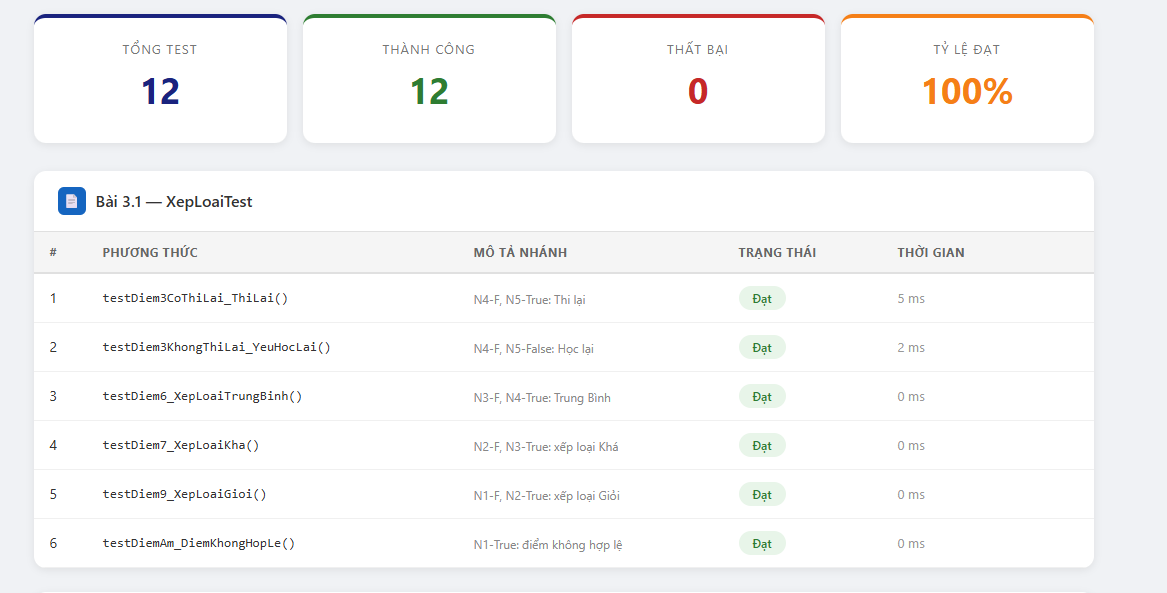 TỔNG TEST THÀNH CÔNG THẤT BẠI TỶ LỆ ĐẠT
12 12 0 100%
Bài 3.1 — XepLoaiTest
# PHƯƠNG THỨC MÔ TẢ NHÁNH TRẠNG THÁI THỜI GIAN
1 testDiem3CoThiLai_ThiLai() N4-F, N5-True: Thi lại Đạt 5 ms
2 testDiem3KhongThiLai_YeuHocLai() N4-F, N5-False: Học lại Đạt 2 ms
3 testDiem6_XepLoaiTrungBinh() N3-F, N4-True: Trung Bình Đạt 0 ms
4 testDiem7_XepLoaiKha() N2-F, N3-True: xếp loại Khá Đạt 0 ms
5 testDiem9_XepLoaiGioi() N1-F, N2-True: xếp loại Giỏi Đạt 0 ms
6 testDiemAm_DiemKhongHopLe() N1-True: điểm không hợp lệ Đạt 0 ms